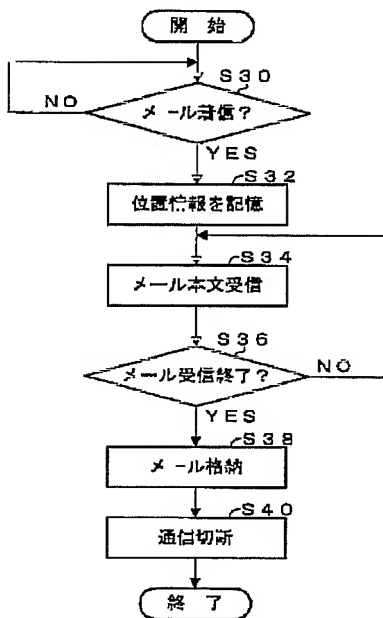 開 始
S30
NO
メール着信?
YES
S32
位置情報を記憶
S34
メール本文受信
S36
メール受信終了?
NO
YES
S38
メール格納
S40
通信切断
終 了